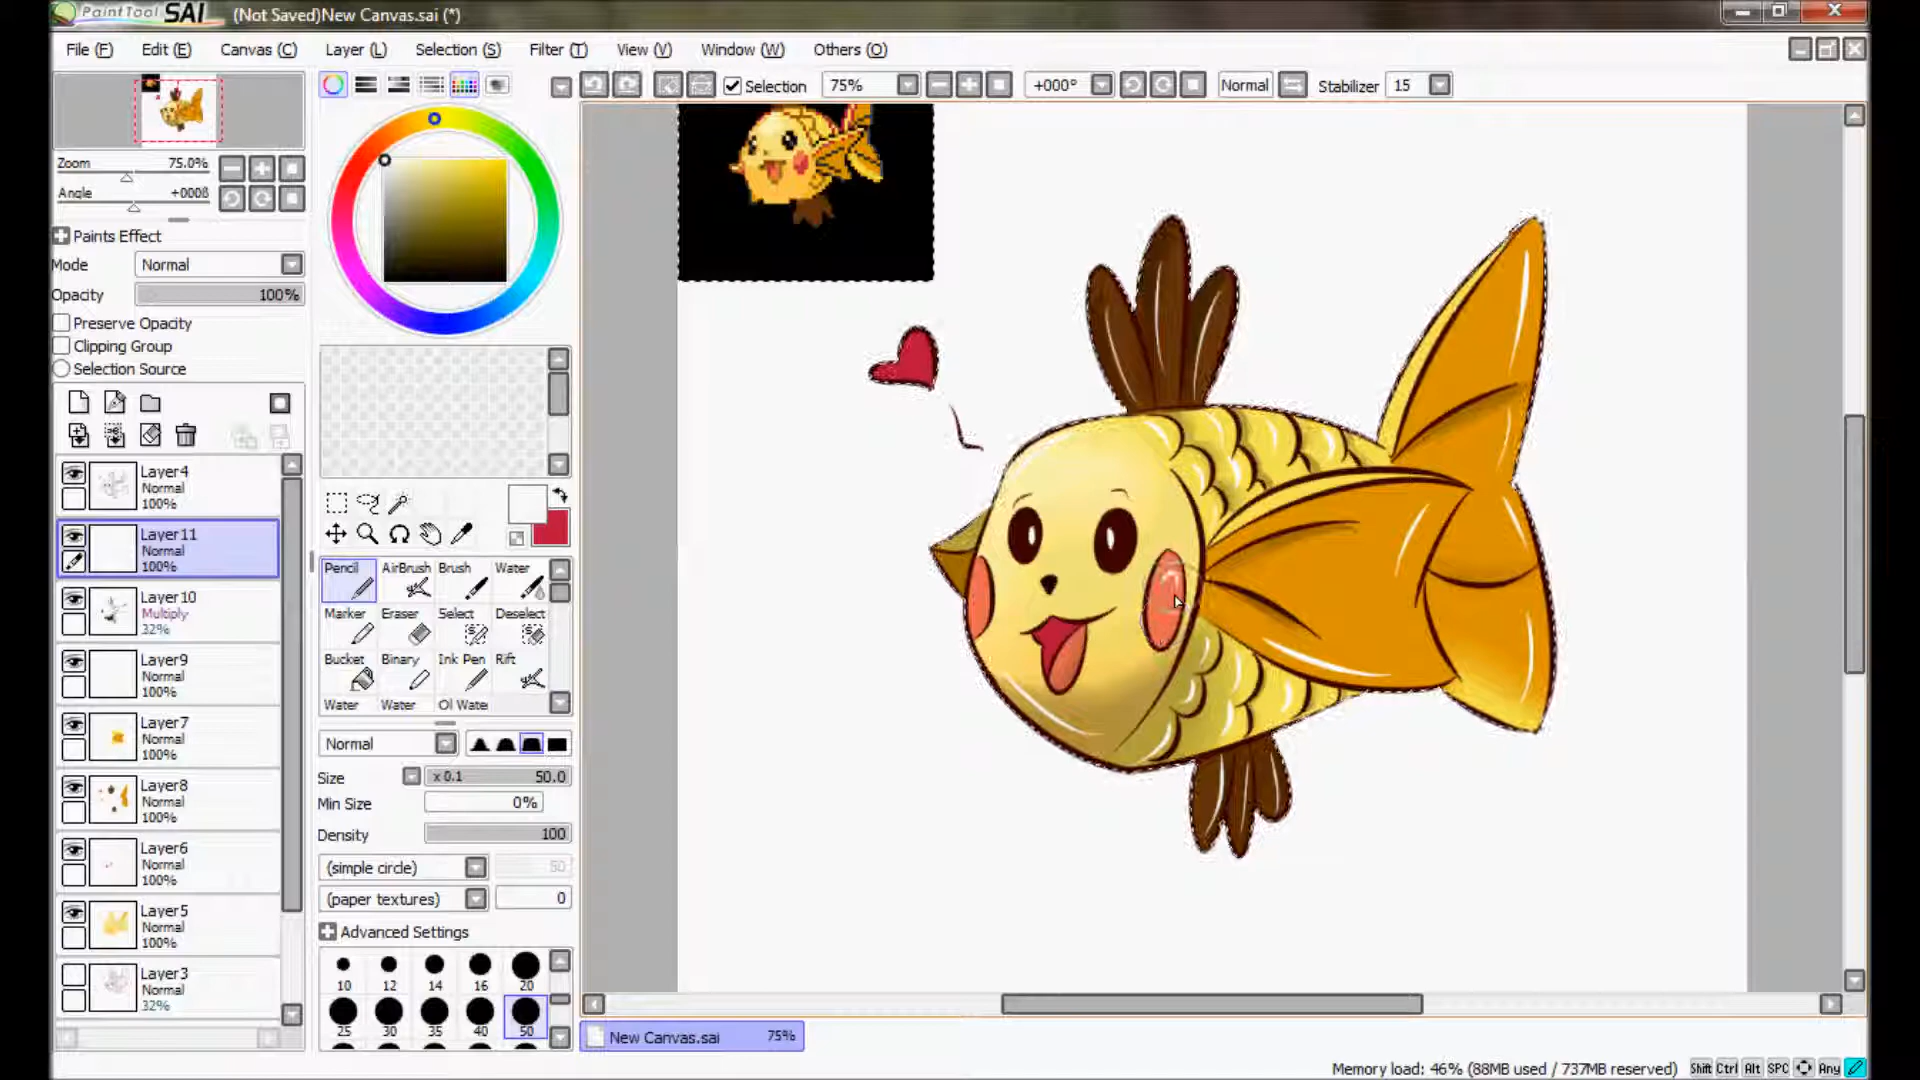 PaintTool SAI (Not Saved)New Canvas.sai (*)
File (F) Edit (E) Canvas (C) Layer (L) Selection (S) Filter (T) View (V) Window (W) Others (O)
Selection 75% +000° Normal Stabilizer 15
Zoom 75.0%
Angle +000ß
Paints Effect
Mode Normal
Opacity 100%
Preserve Opacity
Clipping Group
Selection Source
Layer4
Normal
100%
Layer11
Normal
100%
Layer10
Multiply
32%
Layer9
Normal
100%
Layer7
Normal
100%
Layer8
Normal
100%
Layer6
Normal
100%
Layer5
Normal
100%
Layer3
Normal
32%
Pencil AirBrush Brush Water
Marker Eraser Select Deselect
Bucket Binary Ink Pen Rift
Water Water Ol Wate
Normal
Size x 0.1 50.0
Min Size 0%
Density 100
(simple circle) 50
(paper textures) 0
Advanced Settings
10 12 14 16 20
25 30 35 40 50
New Canvas.sai 75%
Memory load: 46% (88MB used / 737MB reserved) Shift Ctrl Alt SPC Any